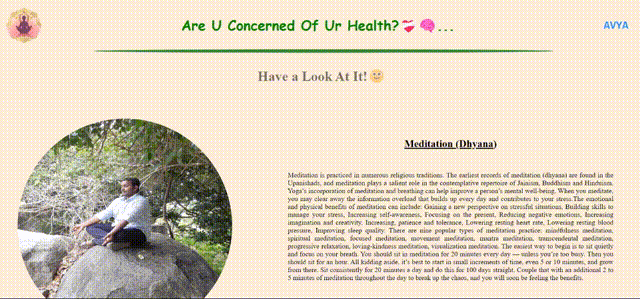 Are U Concerned Of Ur Health?❤️‍🩹 🧠...
AVYA
Have a Look At It! 🌝
Meditation (Dhyana)
Meditation is practiced in numerous religious traditions. The earliest records of meditation (dhyana) are found in the
Upanishads, and meditation plays a salient role in the contemplative repertoire of Jainism, Buddhism and Hinduism.
Yoga's incorporation of meditation and breathing can help improve a person's mental well-being. When you meditate,
you may clear away the information overload that builds up every day and contributes to your stress.The emotional
and physical benefits of meditation can include: Gaining a new perspective on stressful situations, Building skills to
manage your stress, Increasing self-awareness, Focusing on the present, Reducing negative emotions, Increasing
imagination and creativity, Increasing patience and tolerance, Lowering resting heart rate, Lowering resting blood
pressure, Improving sleep quality. There are nine popular types of meditation practice: mindfulness meditation,
spiritual meditation, focused meditation, movement meditation, mantra meditation, transcendental meditation,
progressive relaxation, loving-kindness meditation, visualization meditation. The easiest way to begin is to sit quietly
and focus on your breath. You should sit in meditation for 20 minutes every day — unless you're too busy. Then you
should sit for an hour. All kidding aside, it's best to start in small increments of time, even 5 or 10 minutes, and grow
from there. Sit consistently for 20 minutes a day and do this for 100 days straight. Couple that with an additional 2 to
5 minutes of meditation throughout the day to break up the chaos, and you will soon be feeling the benefits.